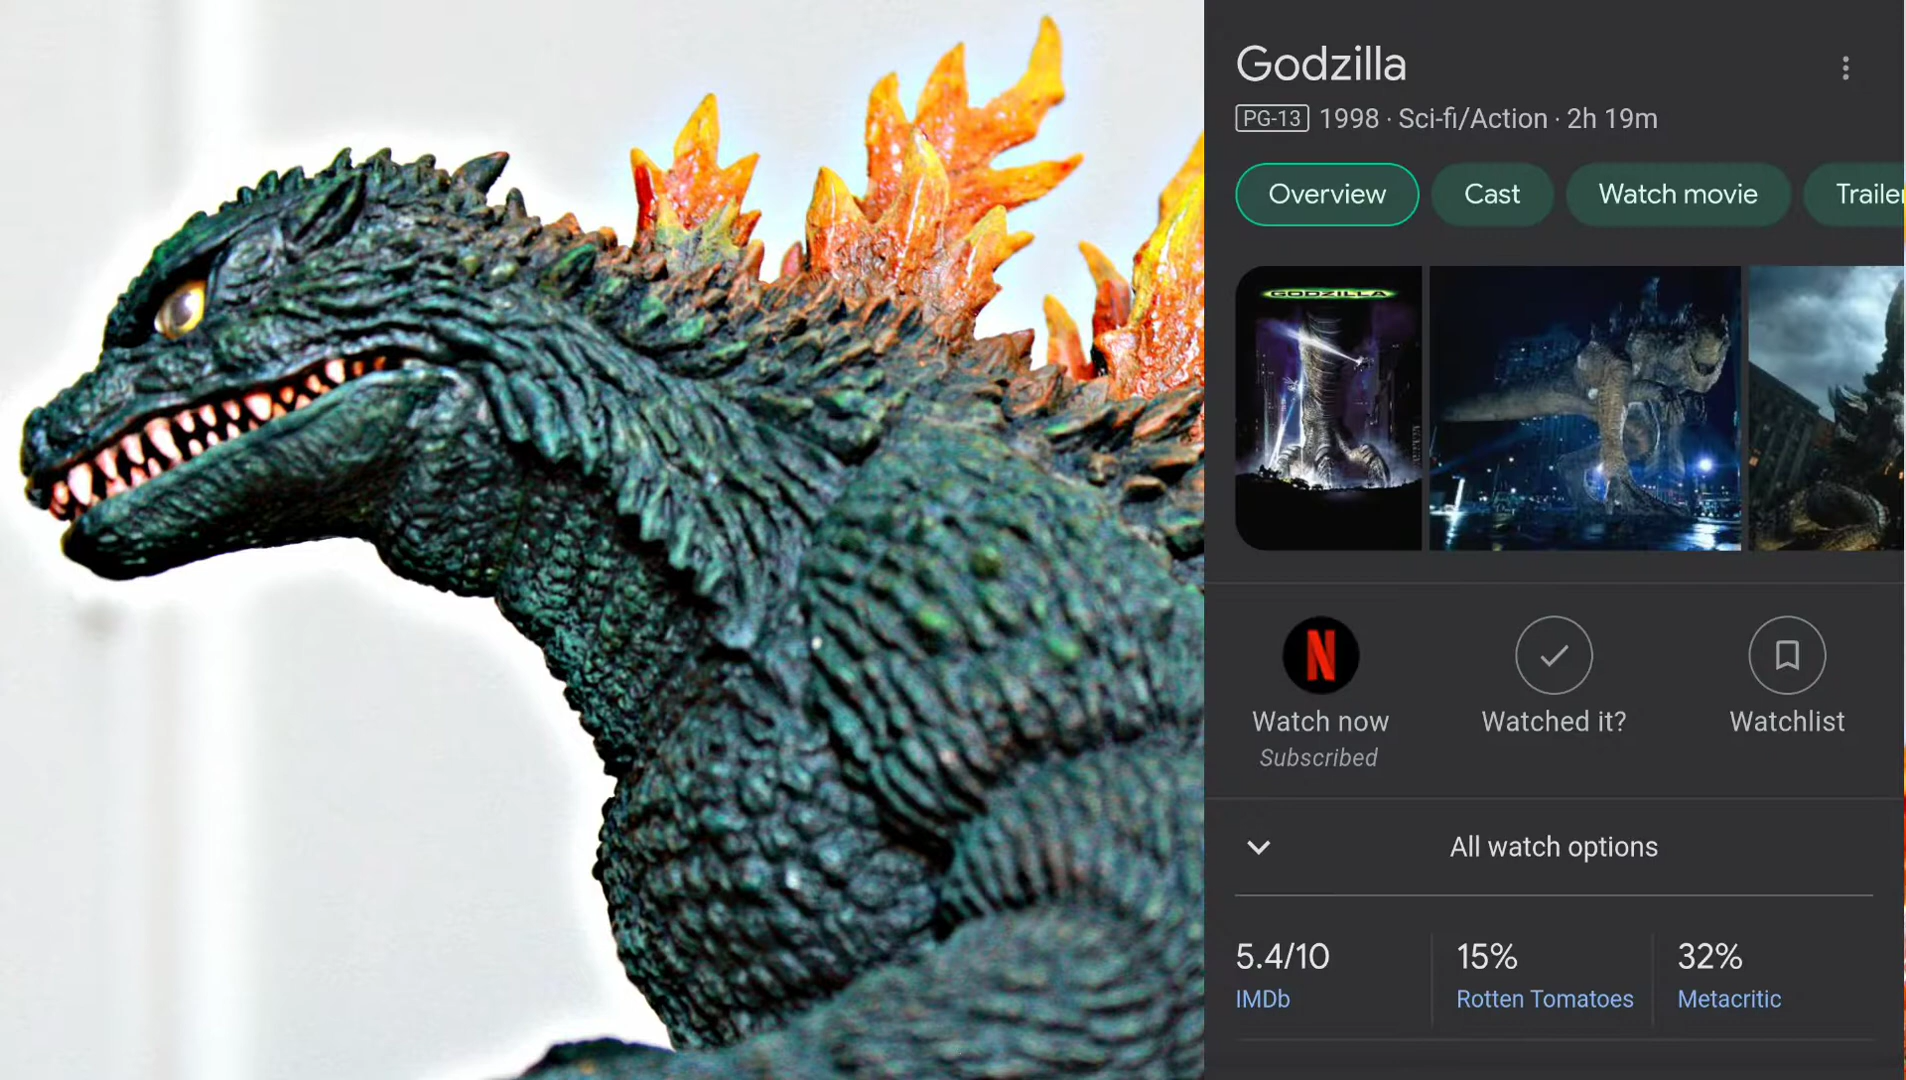 Godzilla
PG-13 1998 · Sci-fi/Action · 2h 19m
Overview Cast Watch movie Trailer
GODZILLA
N
Watch now Watched it? Watchlist
Subscribed
All watch options
5.4/10 15% 32%
IMDb Rotten Tomatoes Metacritic